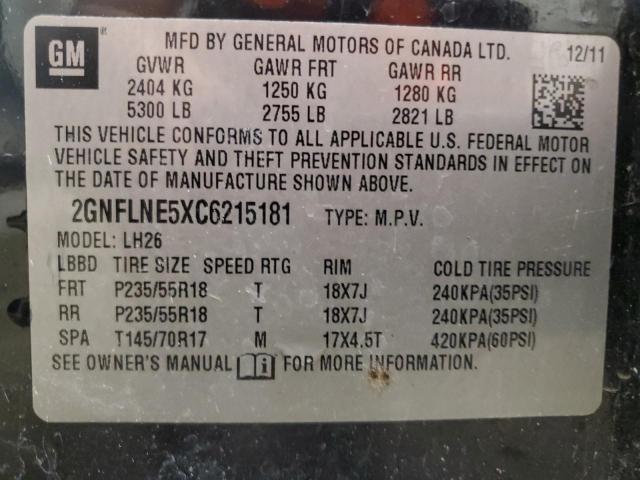 GM
MFD BY GENERAL MOTORS OF CANADA LTD. 12/11
GVWR GAWR FRT GAWR RR
2404 KG 1250 KG 1280 KG
5300 LB 2755 LB 2821 LB
THIS VEHICLE CONFORMS TO ALL APPLICABLE U.S. FEDERAL MOTOR
VEHICLE SAFETY AND THEFT PREVENTION STANDARDS IN EFFECT ON
THE DATE OF MANUFACTURE SHOWN ABOVE.
2GNFLNE5XC6215181 TYPE: M.P.V.
MODEL: LH26
LBBD TIRE SIZE SPEED RTG RIM COLD TIRE PRESSURE
FRT P235/55R18 T 18X7J 240KPA(35PSI)
RR P235/55R18 T 18X7J 240KPA(35PSI)
SPA T145/70R17 M 17X4.5T 420KPA(60PSI)
SEE OWNER'S MANUAL i FOR MORE INFORMATION.